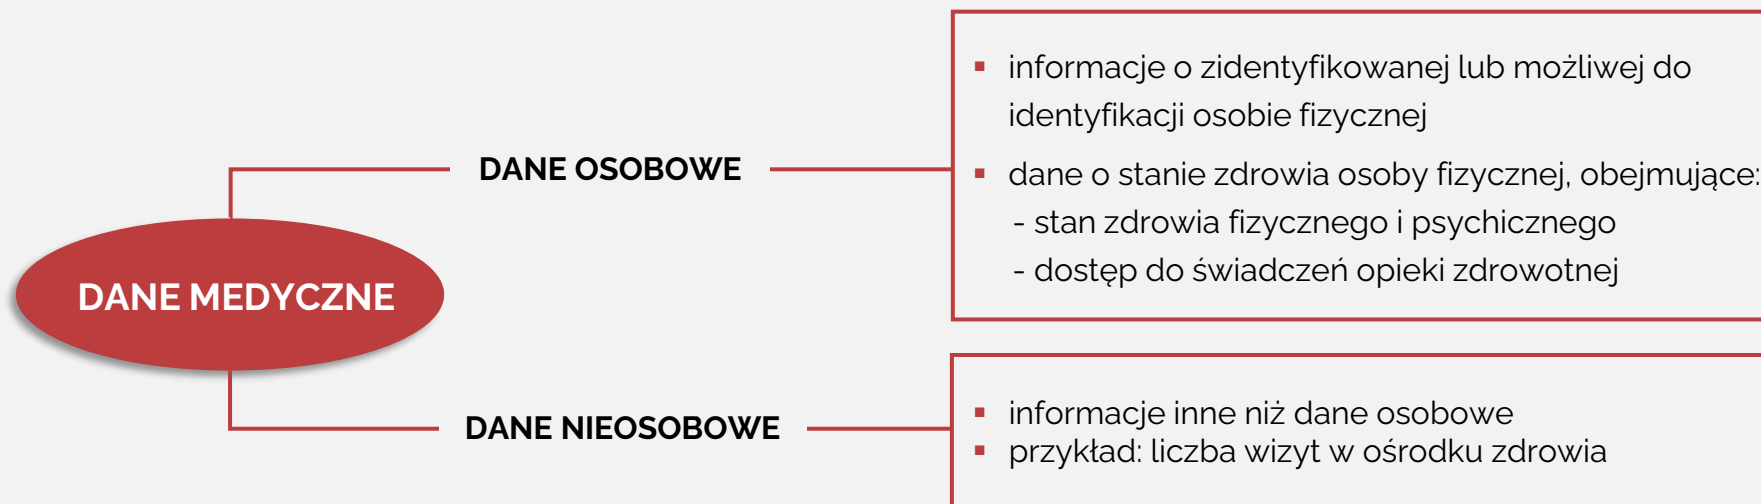 DANE MEDYCZNE
DANE OSOBOWE
▪ informacje o zidentyfikowanej lub możliwej do
identyfikacji osobie fizycznej
▪ dane o stanie zdrowia osoby fizycznej, obejmujące:
- stan zdrowia fizycznego i psychicznego
- dostęp do świadczeń opieki zdrowotnej
DANE NIEOSOBOWE
▪ informacje inne niż dane osobowe
▪ przykład: liczba wizyt w ośrodku zdrowia